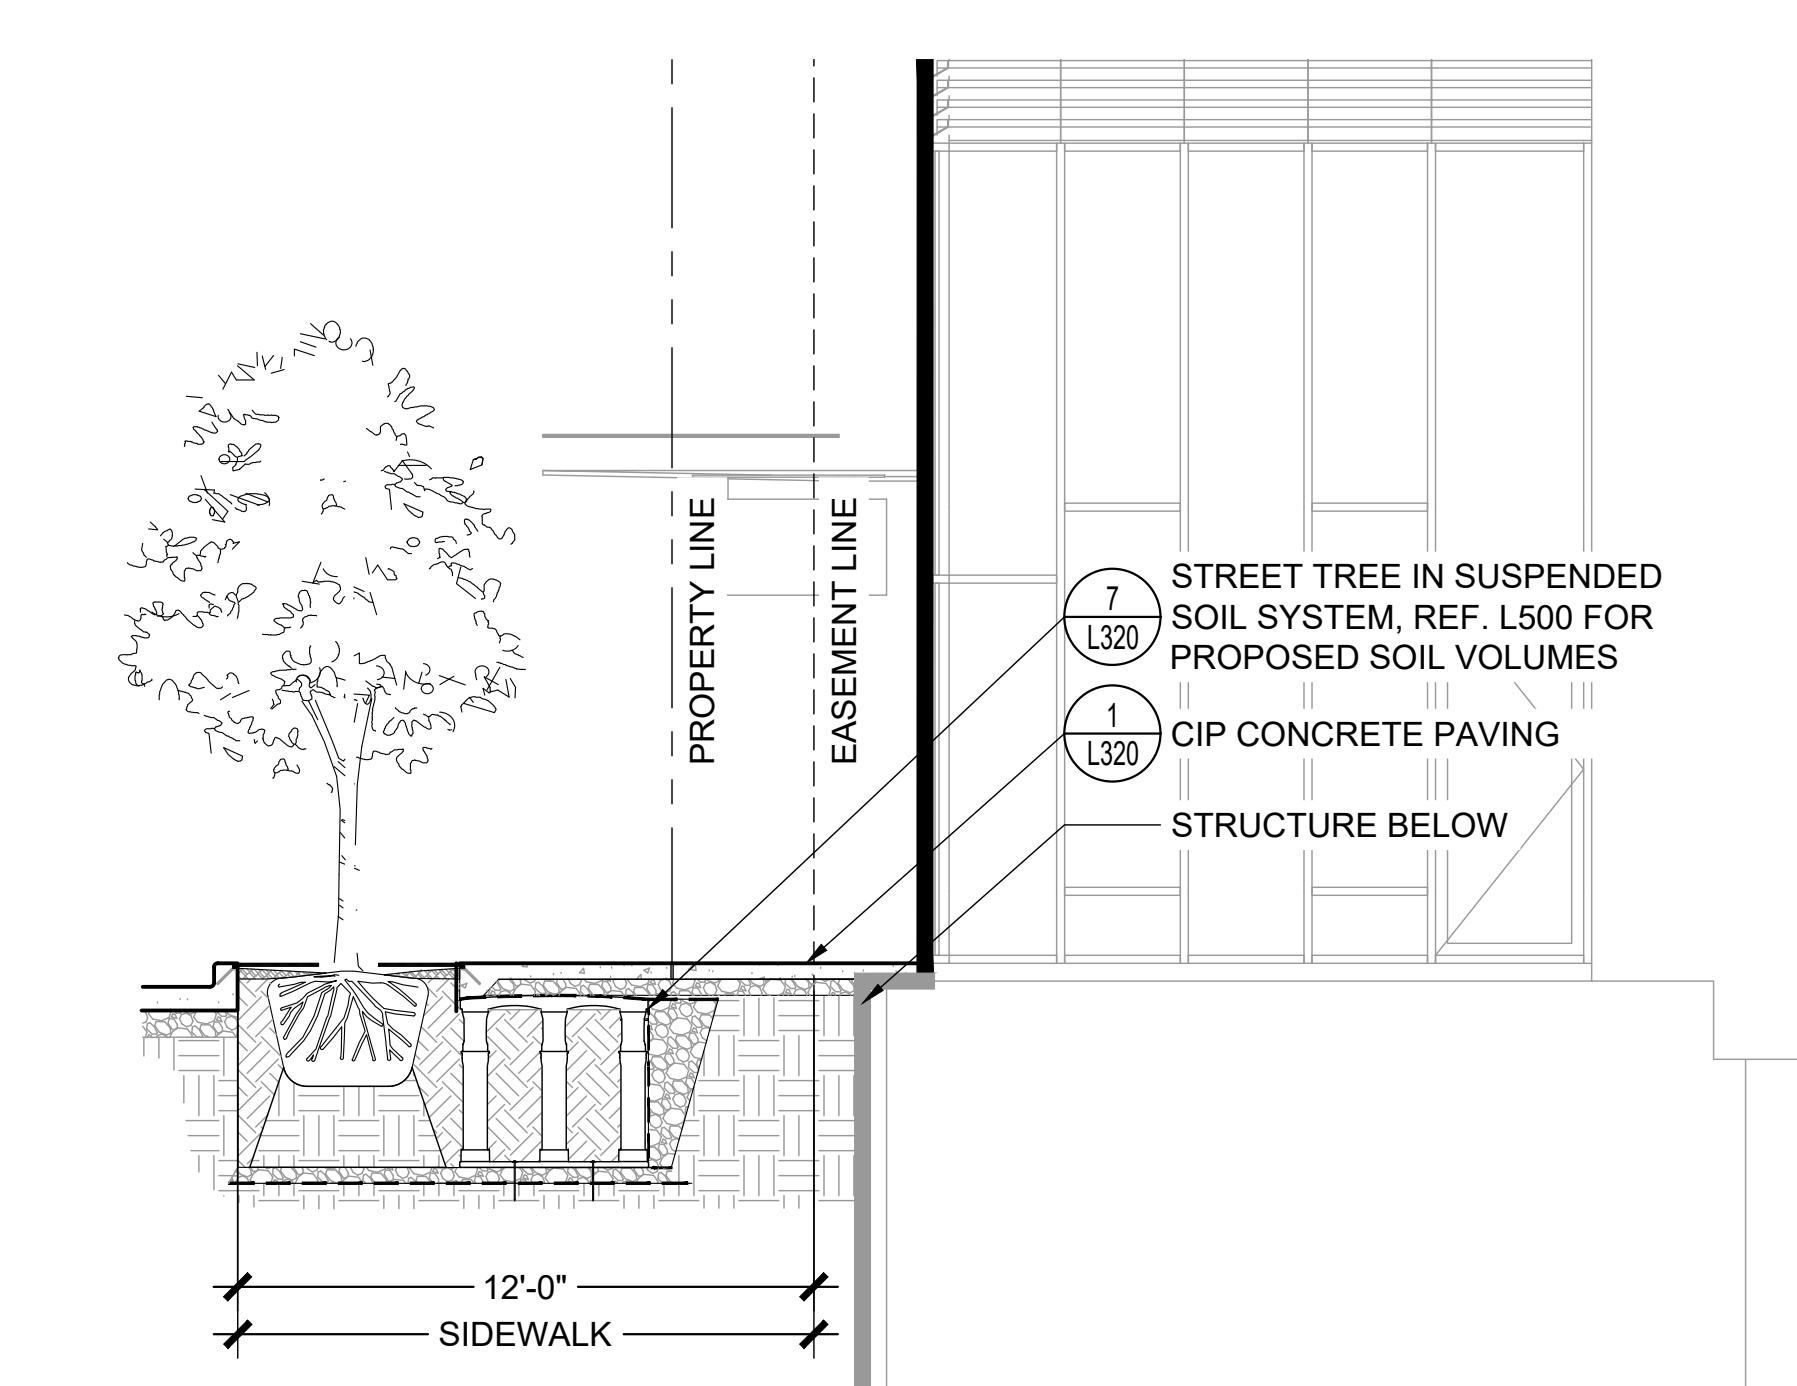 PROPERTY LINE
EASEMENT LINE
7
L320
STREET TREE IN SUSPENDED
SOIL SYSTEM, REF. L500 FOR
PROPOSED SOIL VOLUMES
1
L320
CIP CONCRETE PAVING
STRUCTURE BELOW
12'-0"
SIDEWALK